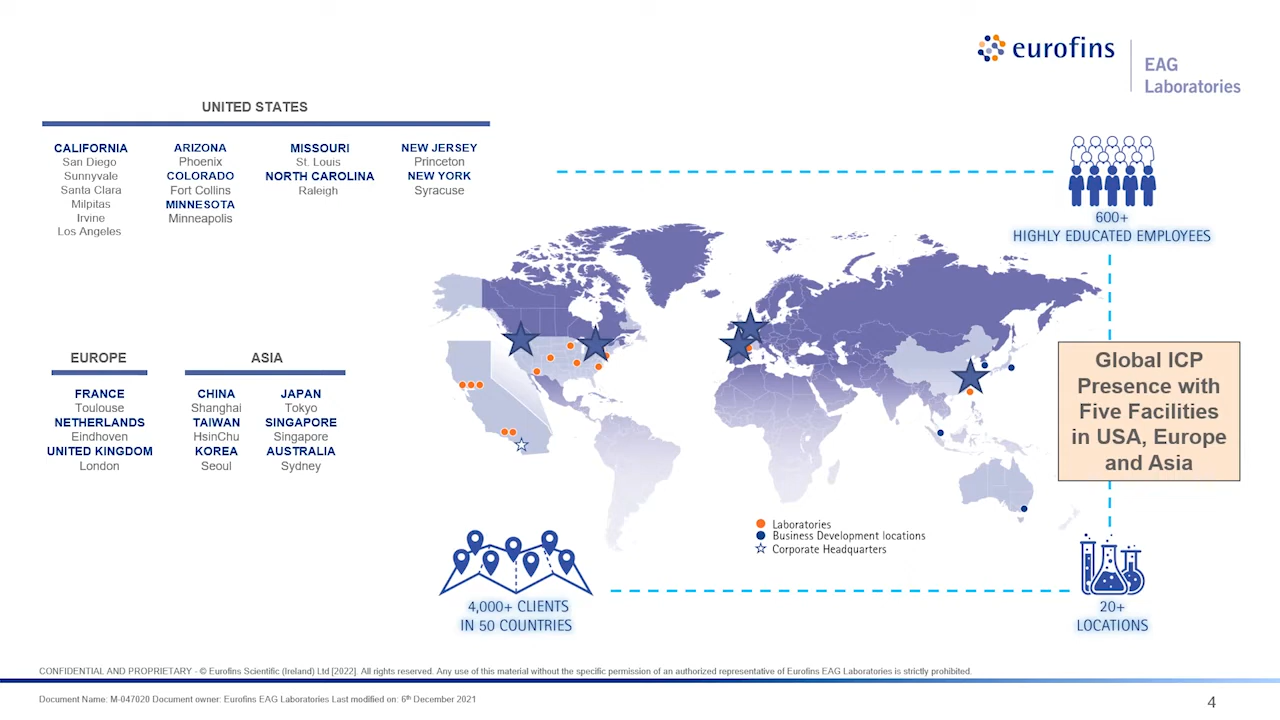 eurofins
EAG
Laboratories
UNITED STATES
CALIFORNIA
San Diego
Sunnyvale
Santa Clara
Milpitas
Irvine
Los Angeles
ARIZONA
Phoenix
COLORADO
Fort Collins
MINNESOTA
Minneapolis
MISSOURI
St. Louis
NORTH CAROLINA
Raleigh
NEW JERSEY
Princeton
NEW YORK
Syracuse
600+
HIGHLY EDUCATED EMPLOYEES
EUROPE
FRANCE
Toulouse
NETHERLANDS
Eindhoven
UNITED KINGDOM
London
ASIA
CHINA
Shanghai
TAIWAN
HsinChu
KOREA
Seoul
JAPAN
Tokyo
SINGAPORE
Singapore
AUSTRALIA
Sydney
Global ICP
Presence with
Five Facilities
in USA, Europe
and Asia
Laboratories
Business Development locations
Corporate Headquarters
4,000+ CLIENTS
IN 50 COUNTRIES
20+
LOCATIONS
CONFIDENTIAL AND PROPRIETARY - © Eurofins Scientific (Ireland) Ltd [2022]. All rights reserved. Any use of this material without the specific permission of an authorized representative of Eurofins EAG Laboratories is strictly prohibited.
Document Name: M-047020 Document owner: Eurofins EAG Laboratories Last modified on: 6th December 2021
4